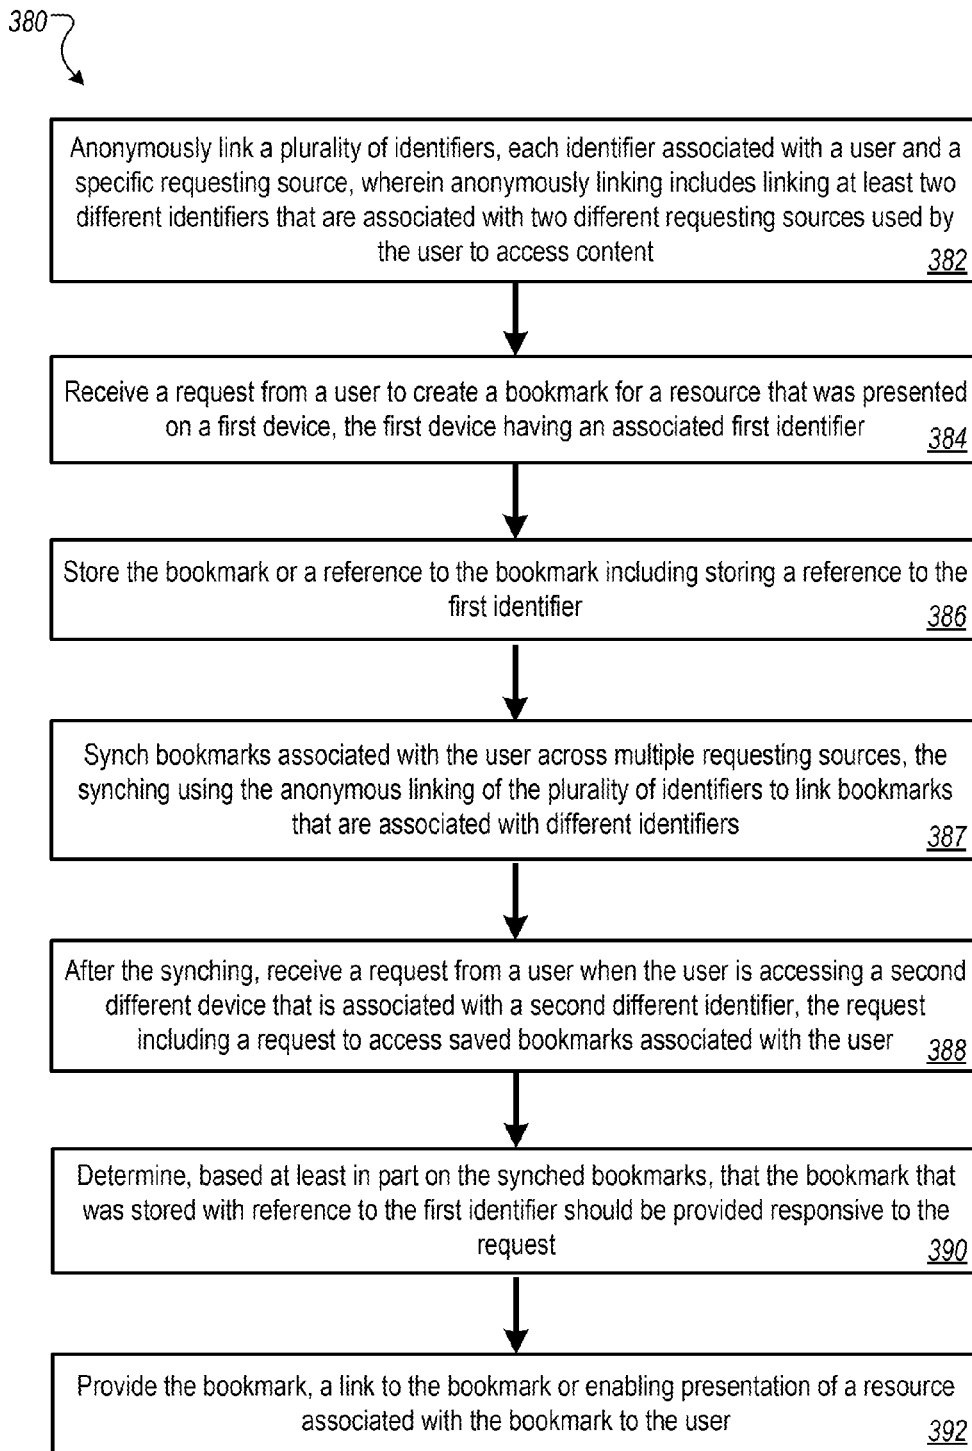 380
Anonymously link a plurality of identifiers, each identifier associated with a user and a
specific requesting source, wherein anonymously linking includes linking at least two
different identifiers that are associated with two different requesting sources used by
the user to access content
382
Receive a request from a user to create a bookmark for a resource that was presented
on a first device, the first device having an associated first identifier
384
Store the bookmark or a reference to the bookmark including storing a reference to the
first identifier
386
Synch bookmarks associated with the user across multiple requesting sources, the
synching using the anonymous linking of the plurality of identifiers to link bookmarks
that are associated with different identifiers
387
After the synching, receive a request from a user when the user is accessing a second
different device that is associated with a second different identifier, the request
including a request to access saved bookmarks associated with the user
388
Determine, based at least in part on the synched bookmarks, that the bookmark that
was stored with reference to the first identifier should be provided responsive to the
request
390
Provide the bookmark, a link to the bookmark or enabling presentation of a resource
associated with the bookmark to the user
392